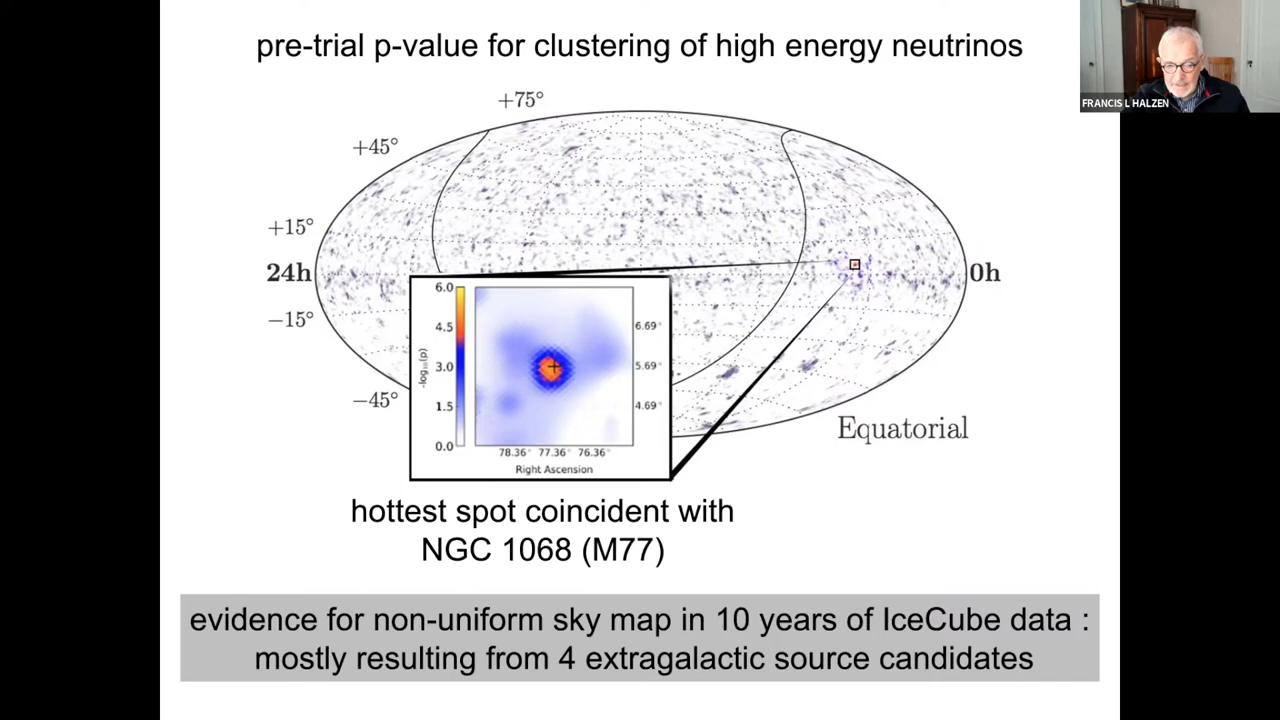 pre-trial p-value for clustering of high energy neutrinos
FRANCIS L HALZEN
+75°
+45°
+15°
24h
0h
−15°
−45°
Equatorial
6.0
4.5
3.0
1.5
0.0
-log₁₀(p)
6.69°
5.69°
4.69°
78.36° 77.36° 76.36°
Right Ascension
hottest spot coincident with
NGC 1068 (M77)
evidence for non-uniform sky map in 10 years of IceCube data :
mostly resulting from 4 extragalactic source candidates